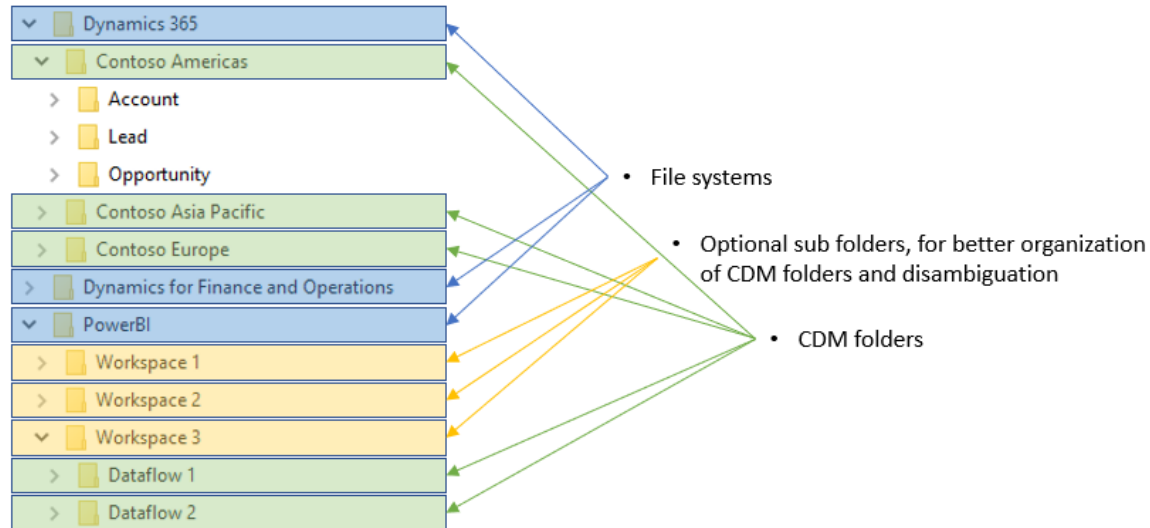 Dynamics 365
Contoso Americas
Account
Lead
Opportunity
Contoso Asia Pacific
Contoso Europe
Dynamics for Finance and Operations
PowerBI
Workspace 1
Workspace 2
Workspace 3
Dataflow 1
Dataflow 2
• File systems
• Optional sub folders, for better organization
of CDM folders and disambiguation
• CDM folders